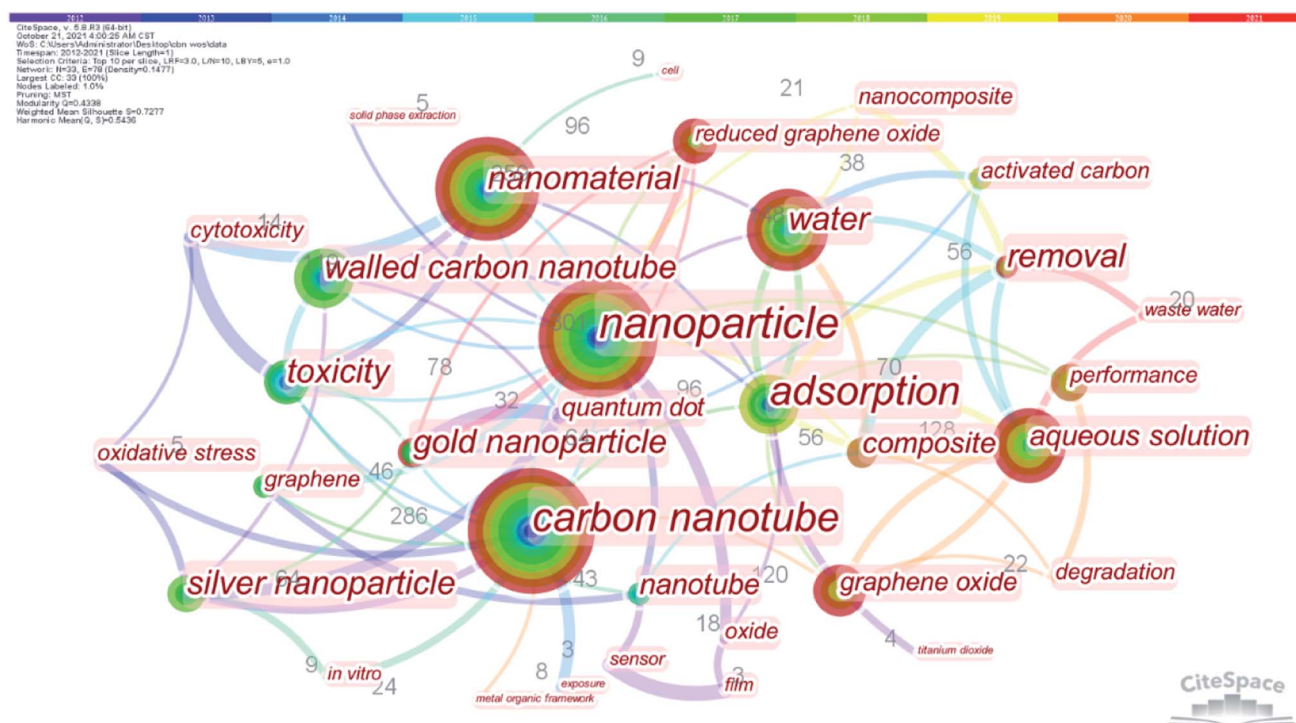 2012 2013 2014 2015 2016 2017 2018 2019 2020 2021
CiteSpace, v. 5.8.R3 (64-bit)
October 21, 2021 4:00:25 AM CST
WoS: C:\Users\Administrator\Desktop\cbn wos\data
Timespan: 2012-2021 (Slice Length=1)
Selection Criteria: Top 10 per slice, LRF=3.0, L/N=10, LBY=5, e=1.0
Network: N=33, E=78 (Density=0.1477)
Largest CC: 33 (100%)
Nodes Labeled: 1.0%
Pruning: MST
Modularity Q=0.4338
Weighted Mean Silhouette S=0.7277
Harmonic Mean(Q, S)=0.5436
9
cell
5
solid phase extraction
21
nanocomposite
96
reduced graphene oxide
38
activated carbon
259
nanomaterial
water
14
cytotoxicity
56
removal
walled carbon nanotube
20
waste water
nanoparticle
toxicity
78
70
performance
96
adsorption
32
quantum dot
56
128
composite
aqueous solution
64
gold nanoparticle
5
oxidative stress
46
graphene
286
carbon nanotube
64
silver nanoparticle
43
nanotube
120
graphene oxide
22
degradation
18
oxide
4
titanium dioxide
9
in vitro
24
3
sensor
8
exposure
3
film
metal organic framework
CiteSpace